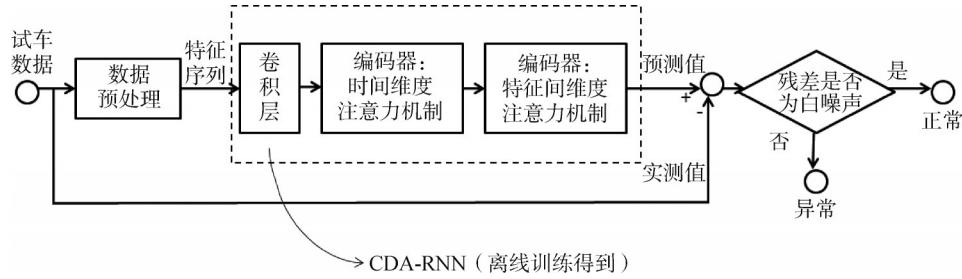 试车
数据
数据
预处理
特征
序列
卷
积
层
编码器：
时间维度
注意力机制
编码器：
特征间维度
注意力机制
预测值
+
-
实测值
残差是否
为白噪声
是
正常
否
异常
CDA-RNN（离线训练得到）